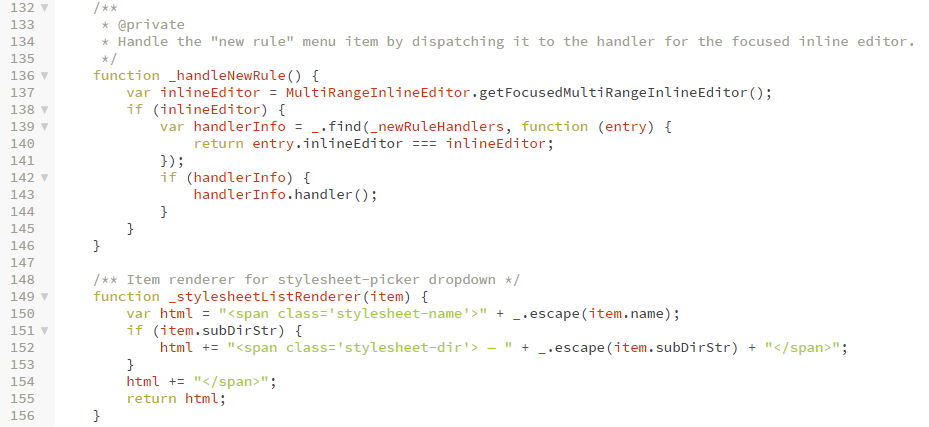 132 ▼    /**
133       * @private
134       * Handle the "new rule" menu item by dispatching it to the handler for the focused inline editor.
135       */
136 ▼    function _handleNewRule() {
137          var inlineEditor = MultiRangeInlineEditor.getFocusedMultiRangeInlineEditor();
138 ▼        if (inlineEditor) {
139 ▼            var handlerInfo = _.find(_newRuleHandlers, function (entry) {
140                  return entry.inlineEditor === inlineEditor;
141              });
142 ▼            if (handlerInfo) {
143                  handlerInfo.handler();
144              }
145          }
146      }
147
148      /** Item renderer for stylesheet-picker dropdown */
149 ▼    function _stylesheetListRenderer(item) {
150          var html = "<span class='stylesheet-name'>" + _.escape(item.name);
151 ▼        if (item.subDirStr) {
152              html += "<span class='stylesheet-dir'> — " + _.escape(item.subDirStr) + "</span>";
153          }
154          html += "</span>";
155          return html;
156      }